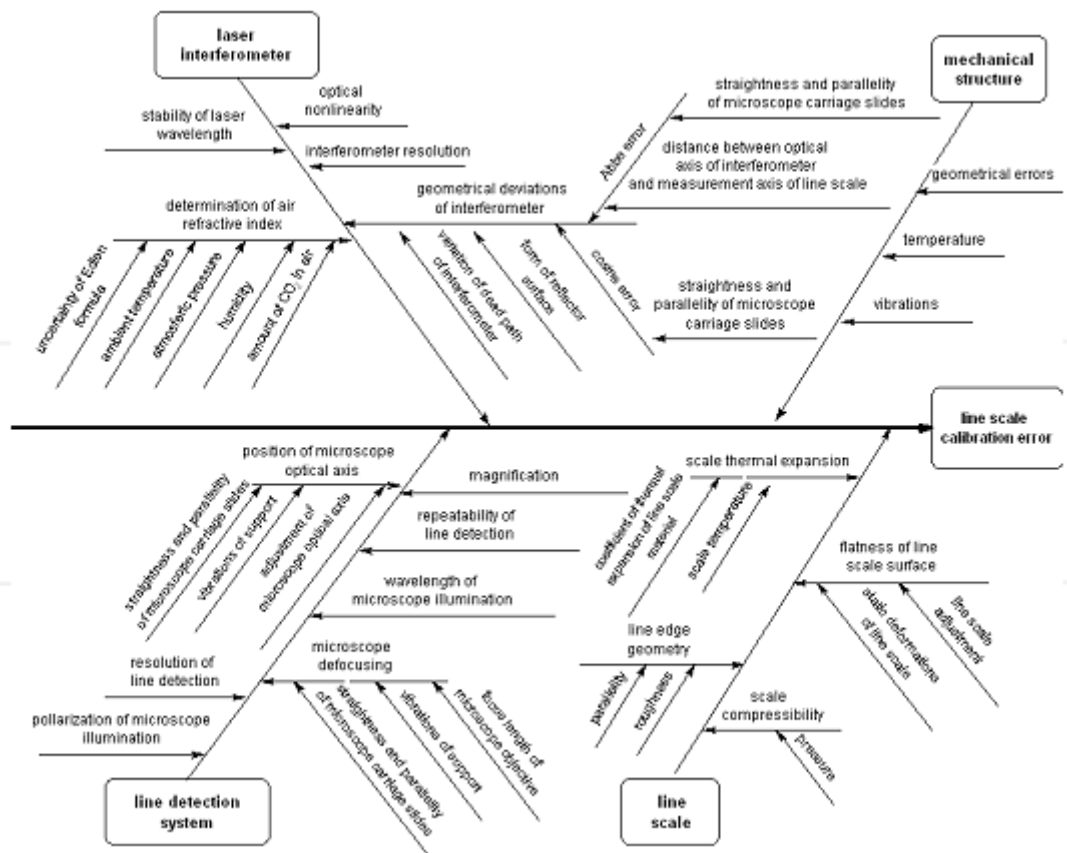 laser
interferometer
mechanical
structure
optical
nonlinearity
stability of laser
wavelength
interferometer resolution
determination of air
refractive index
uncertainty of Edlen
formula
ambient temperature
atmosferic pressure
humidity
amount of CO2 in air
geometrical deviations
of interferometer
variation of dead path
of interferometer
form of reflector
surface
cosine error
Abbe error
straightness and parallelity
of microscope carriage slides
distance between optical
axis of interferometer
and measurement axis of line scale
straightness and
parallelity of microscope
carriage slides
geometrical errors
temperature
vibrations
line scale
calibration error
position of microscope
optical axis
straightness and parallelity
of microscope carriage slides
vibrations of support
adjustment of
microscope optical axis
magnification
repeatability of
line detection
wavelength of
microscope illumination
microscope
defocusing
straightness and parallelity
of microscope carriage slides
vibrations of support
focus length of
microscope objective
resolution of
line detection
pollarization of microscope
illumination
line detection
system
scale thermal expansion
coefficient of thermal
expansion of line scale
material
scale temperature
flatness of line
scale surface
static deformations
of line scale
line scale
adjustment
line edge
geometry
parallelity
roughness
scale
compressibility
pressure
line
scale